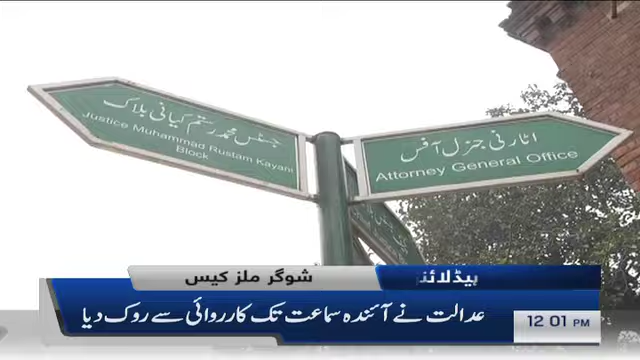 جسٹس محمد رستم کیانی بلاک
Justice Muhammad Rustam Kayani
Block
اٹارنی جنرل آفس
Attorney General Office
شوگر ملز کیس
ہیڈلائنز
عدالت نے آئندہ سماعت تک کارروائی سے روک دیا
12 01 PM